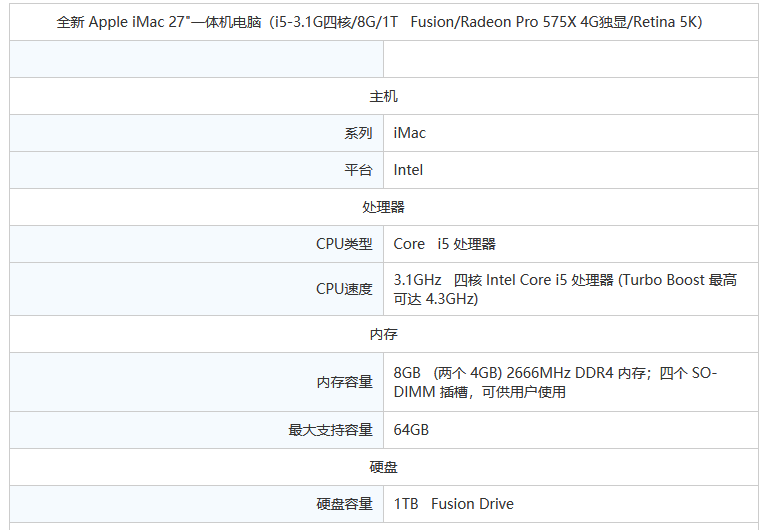 全新 Apple iMac 27"一体机电脑（i5-3.1G四核/8G/1T Fusion/Radeon Pro 575X 4G独显/Retina 5K）
主机
系列 iMac
平台 Intel
处理器
CPU类型 Core i5 处理器
CPU速度 3.1GHz 四核 Intel Core i5 处理器 (Turbo Boost 最高
可达 4.3GHz)
内存
内存容量 8GB (两个 4GB) 2666MHz DDR4 内存；四个 SO-
DIMM 插槽，可供用户使用
最大支持容量 64GB
硬盘
硬盘容量 1TB Fusion Drive